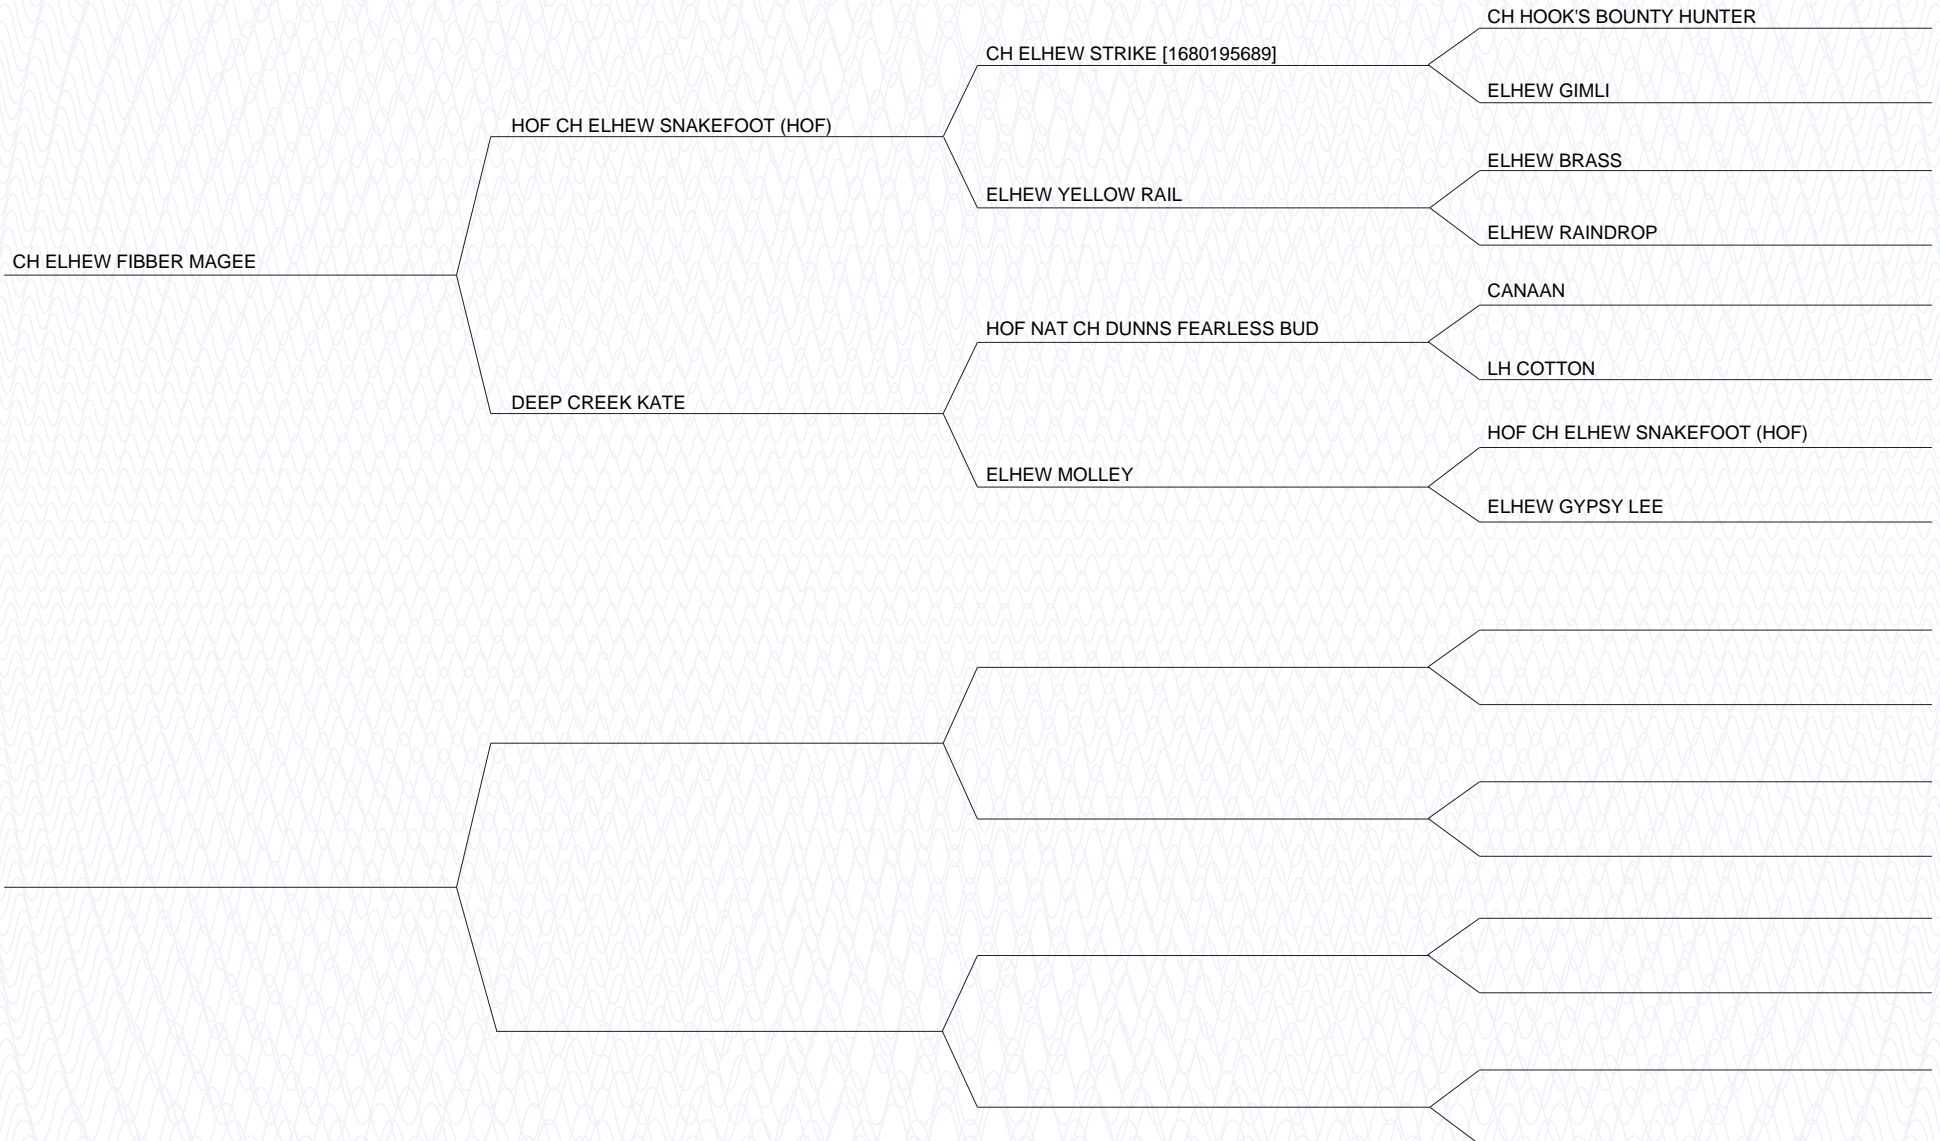 CH HOOK'S BOUNTY HUNTER
CH ELHEW STRIKE [1680195689]
ELHEW GIMLI
HOF CH ELHEW SNAKEFOOT (HOF)
ELHEW BRASS
ELHEW YELLOW RAIL
ELHEW RAINDROP
CH ELHEW FIBBER MAGEE
CANAAN
HOF NAT CH DUNNS FEARLESS BUD
LH COTTON
DEEP CREEK KATE
HOF CH ELHEW SNAKEFOOT (HOF)
ELHEW MOLLEY
ELHEW GYPSY LEE